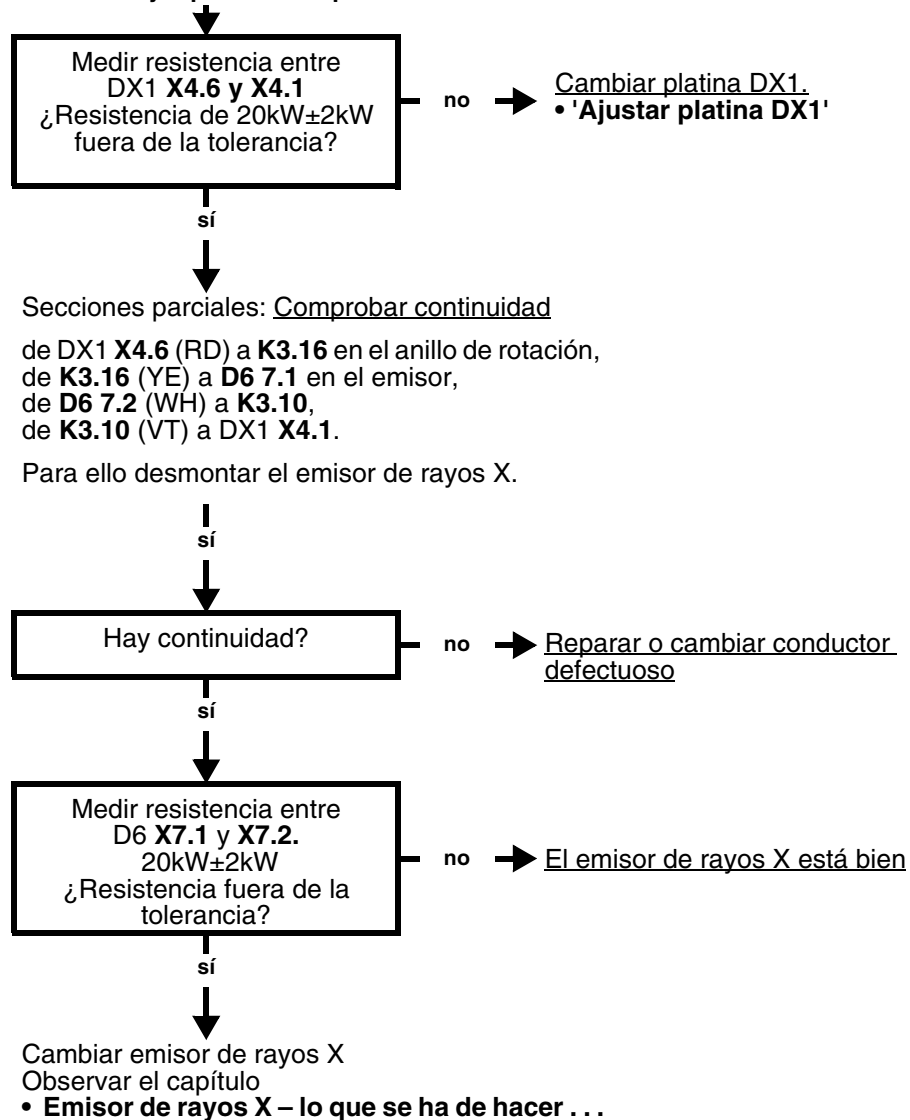 Medir resistencia entre
DX1 X4.6 y X4.1
¿Resistencia de 20kW±2kW
fuera de la tolerancia?
no
Cambiar platina DX1.
• 'Ajustar platina DX1'
sí
Secciones parciales: Comprobar continuidad
de DX1 X4.6 (RD) a K3.16 en el anillo de rotación,
de K3.16 (YE) a D6 7.1 en el emisor,
de D6 7.2 (WH) a K3.10,
de K3.10 (VT) a DX1 X4.1.
Para ello desmontar el emisor de rayos X.
sí
Hay continuidad?
no
Reparar o cambiar conductor
defectuoso
sí
Medir resistencia entre
D6 X7.1 y X7.2.
20kW±2kW
¿Resistencia fuera de la
tolerancia?
no
El emisor de rayos X está bien
sí
Cambiar emisor de rayos X
Observar el capítulo
• Emisor de rayos X – lo que se ha de hacer . . .